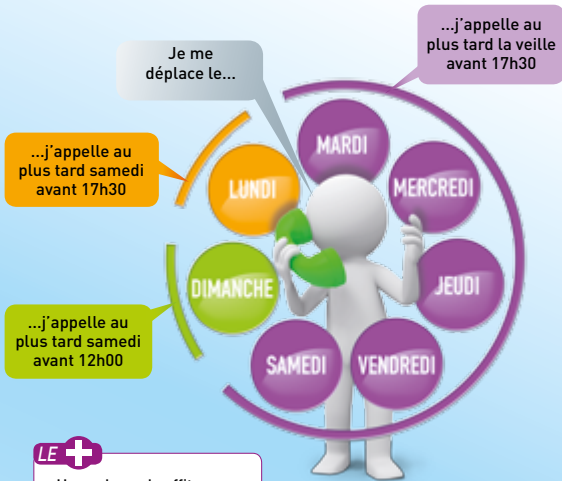 ...j'appelle au
plus tard la veille
avant 17h30
Je me
déplace le...
MARDI
...j'appelle au
plus tard samedi
avant 17h30
LUNDI
MERCREDI
DIMANCHE
JEUDI
...j'appelle au
plus tard samedi
avant 12h00
SAMEDI
VENDREDI
LE +